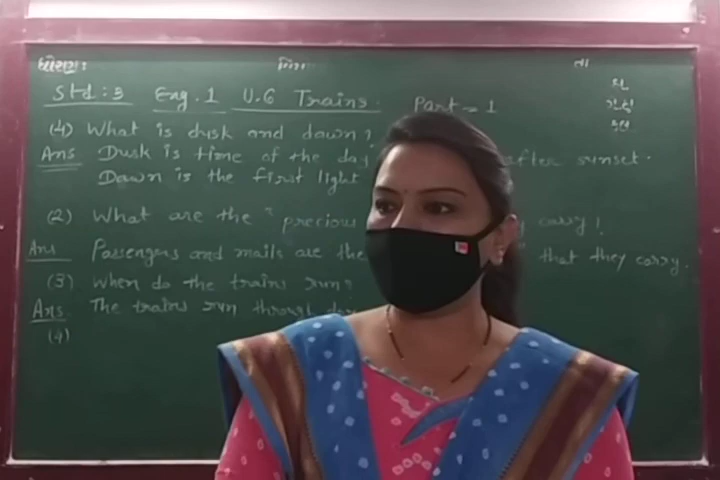 ધોરણ:
Std:3 Eng.1 U.6 Trains. Part = 1
(4) What is dusk and dawn?
Ans Dusk is time of the day after sunset.
Dawn is the first light
(2) What are the " precious carry!
Ans Passengers and mails are the that they carry.
(3) When do the trains run?
Ans. The trains run through
(4)